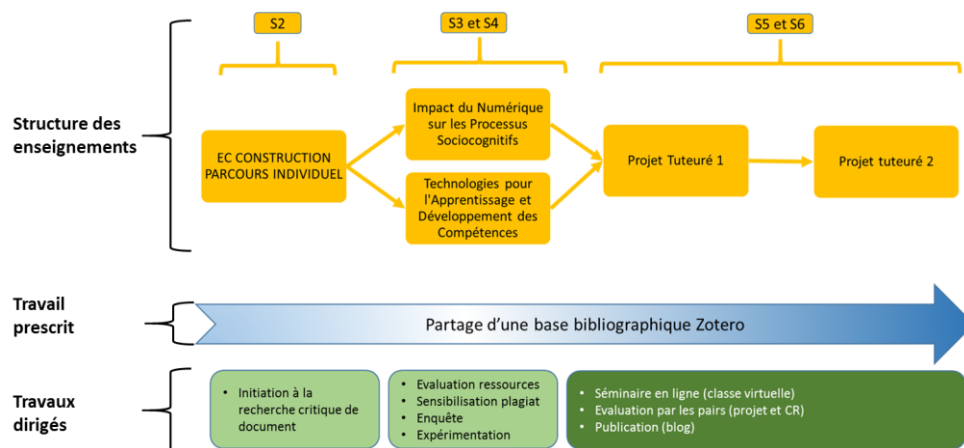 S2
S3 et S4
S5 et S6
Structure des
enseignements
EC CONSTRUCTION
PARCOURS INDIVIDUEL
Impact du Numérique
sur les Processus
Sociocognitifs
Technologies pour
l'Apprentissage et
Développement des
Compétences
Projet Tuteuré 1
Projet tuteuré 2
Travail
prescrit
Partage d'une base bibliographique Zotero
Travaux
dirigés
• Initiation à la
recherche critique de
document
• Evaluation ressources
• Sensibilisation plagiat
• Enquête
• Expérimentation
• Séminaire en ligne (classe virtuelle)
• Evaluation par les pairs (projet et CR)
• Publication (blog)